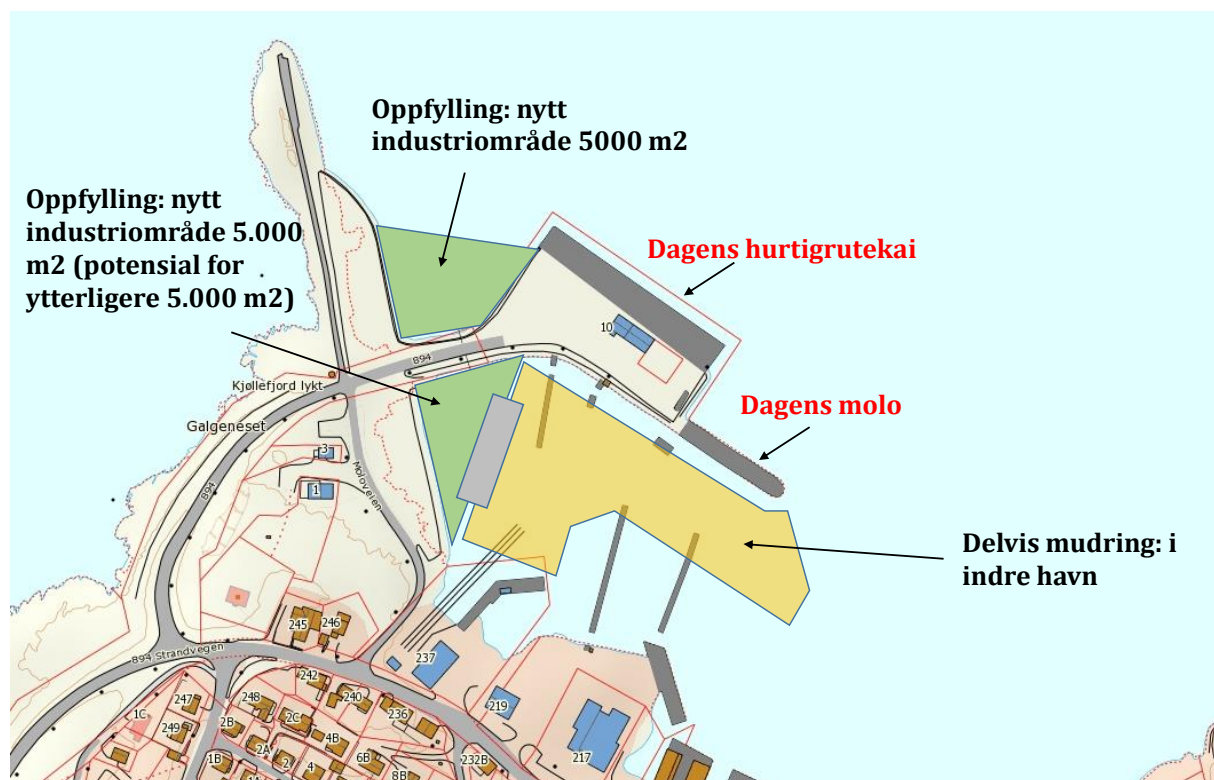 Oppfylling: nytt
industriområde 5000 m2
Oppfylling: nytt
industriområde 5.000
m2 (potensial for
ytterligere 5.000 m2)
Dagens hurtigrutekai
10
894
Kjøllefjord lykt
Dagens molo
Galgeneset
3
Moloveien
894
1
Delvis mudring: i
indre havn
245
246
894 Strandvegen
237
242
247
248
240
219
1C
249
2B
2C
236
4B
217
2A
6B
232B
1B
2
4
8B